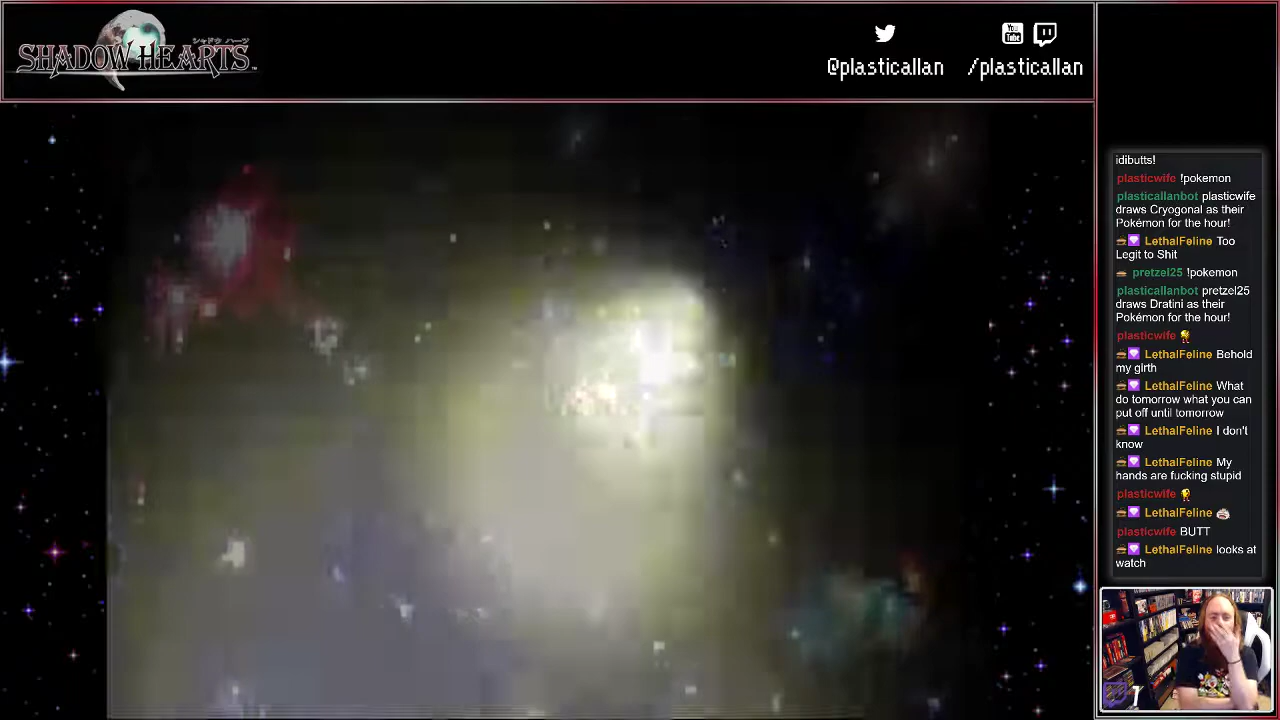 シャドウ ハーツ
SHADOW HEARTS
@plasticallan
/plasticallan
idibutts!
plasticwife !pokemon
plasticallanbot plasticwife
draws Cryogonal as their
Pokémon for the hour!
LethalFeline Too
Legit to Shit
pretzel25 !pokemon
plasticallanbot pretzel25
draws Dratini as their
Pokémon for the hour!
plasticwife
LethalFeline Behold
my girth
LethalFeline What
do tomorrow what you can
put off until tomorrow
LethalFeline I don't
know
LethalFeline My
hands are fucking stupid
plasticwife
LethalFeline
plasticwife BUTT
LethalFeline looks at
watch